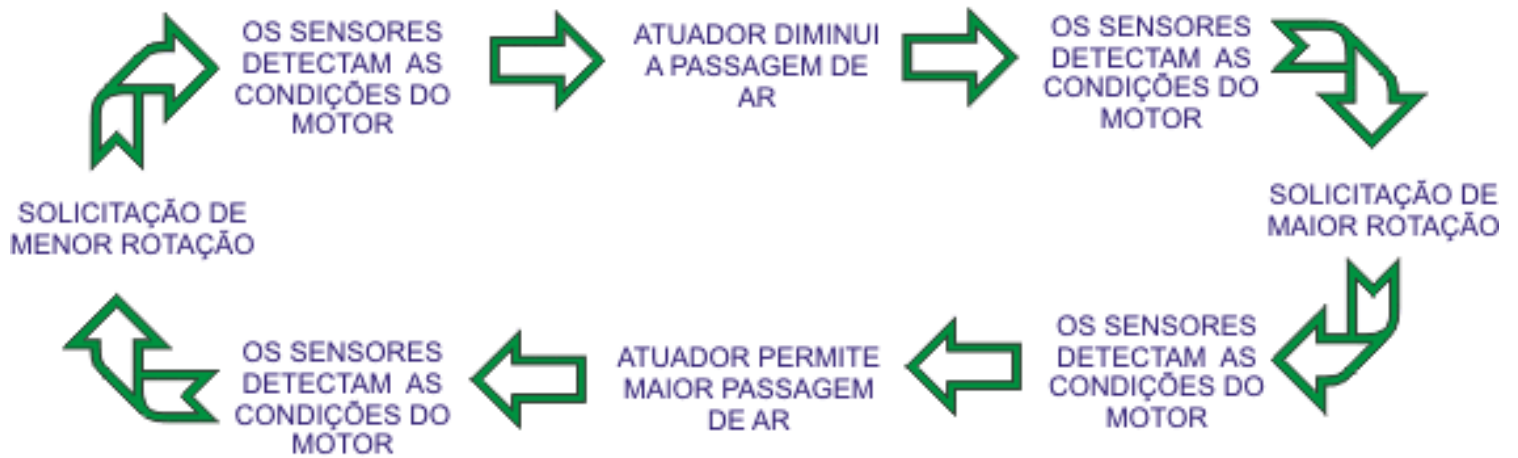 OS SENSORES
DETECTAM AS
CONDIÇÕES DO
MOTOR
ATUADOR DIMINUI
A PASSAGEM DE
AR
OS SENSORES
DETECTAM AS
CONDIÇÕES DO
MOTOR
SOLICITAÇÃO DE
MAIOR ROTAÇÃO
OS SENSORES
DETECTAM AS
CONDIÇÕES DO
MOTOR
ATUADOR PERMITE
MAIOR PASSAGEM
DE AR
OS SENSORES
DETECTAM AS
CONDIÇÕES DO
MOTOR
SOLICITAÇÃO DE
MENOR ROTAÇÃO